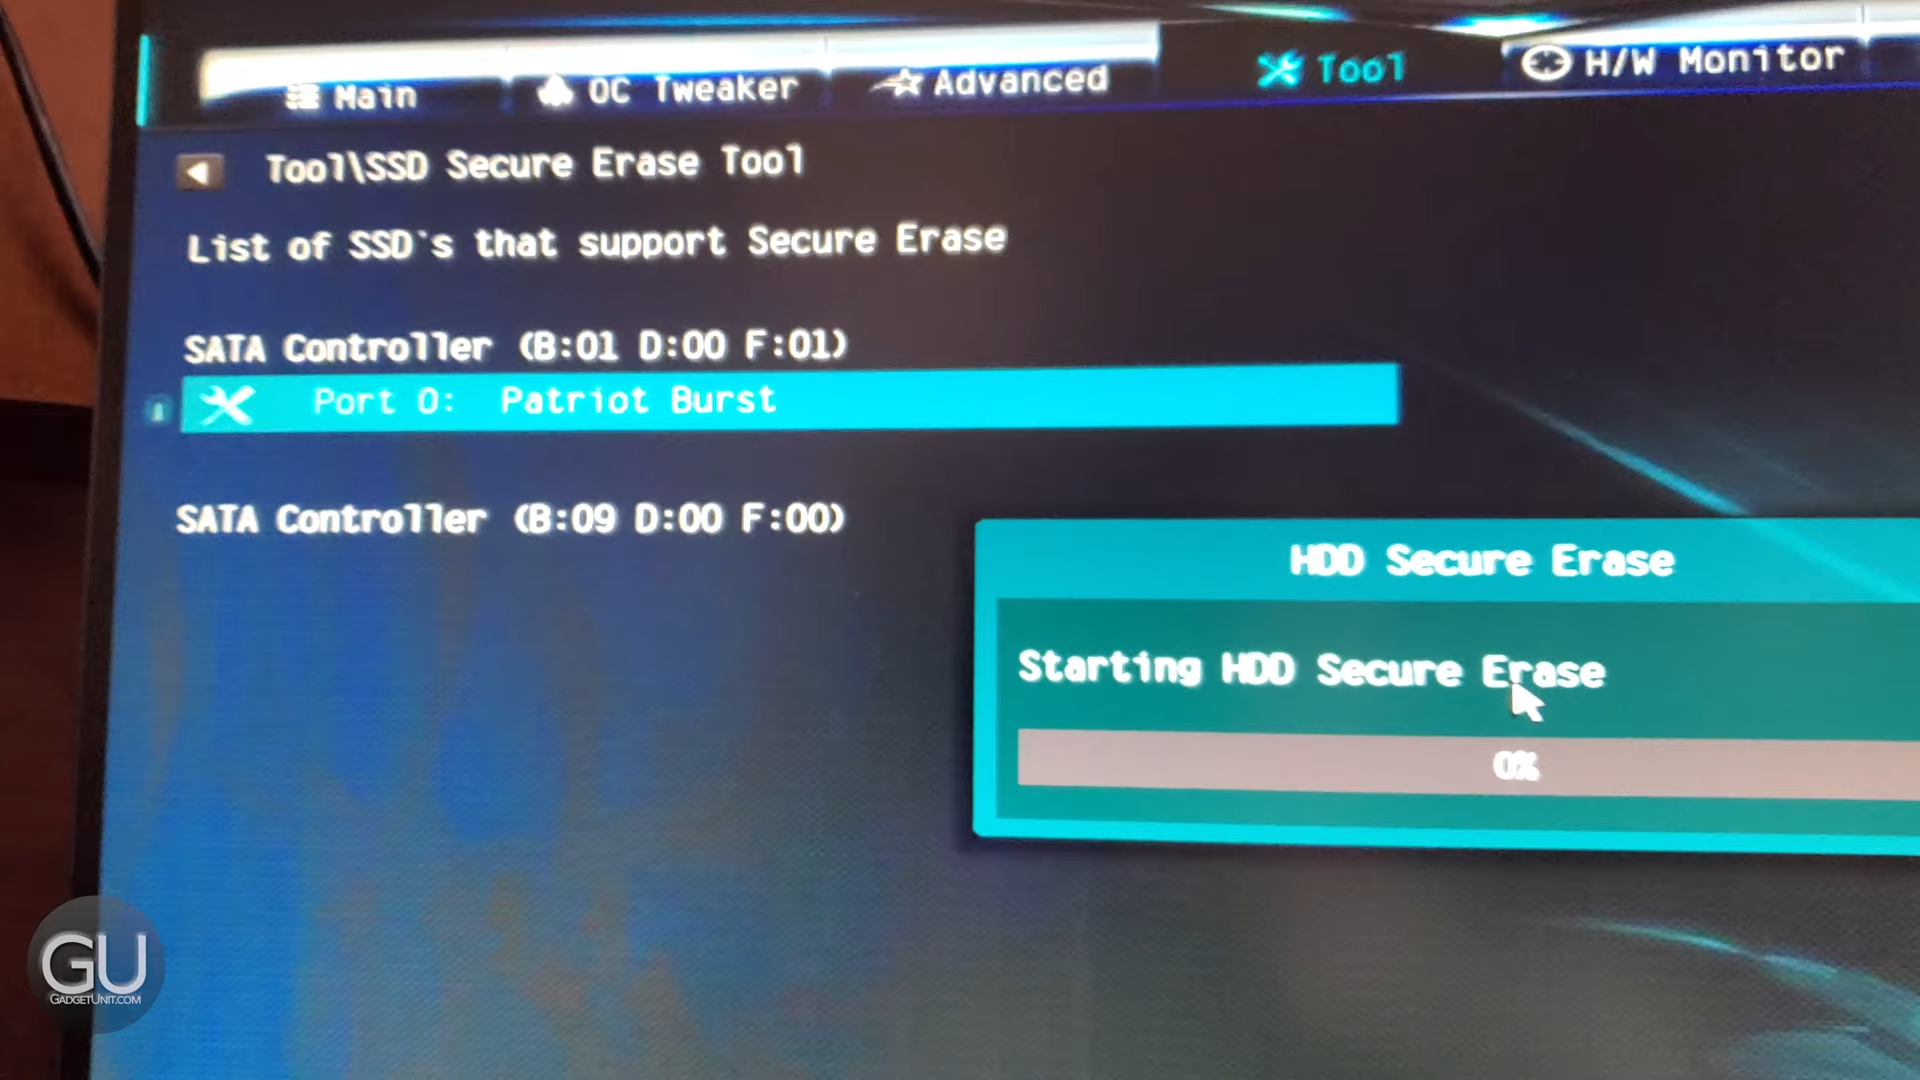 Main
OC Tweaker
Advanced
Tool
H/W Monitor
Tool\SSD Secure Erase Tool
List of SSD`s that support Secure Erase
SATA Controller (B:01 D:00 F:01)
Port 0: Patriot Burst
SATA Controller (B:09 D:00 F:00)
HDD Secure Erase
Starting HDD Secure Erase
0%
GU
GADGETUNIT.COM